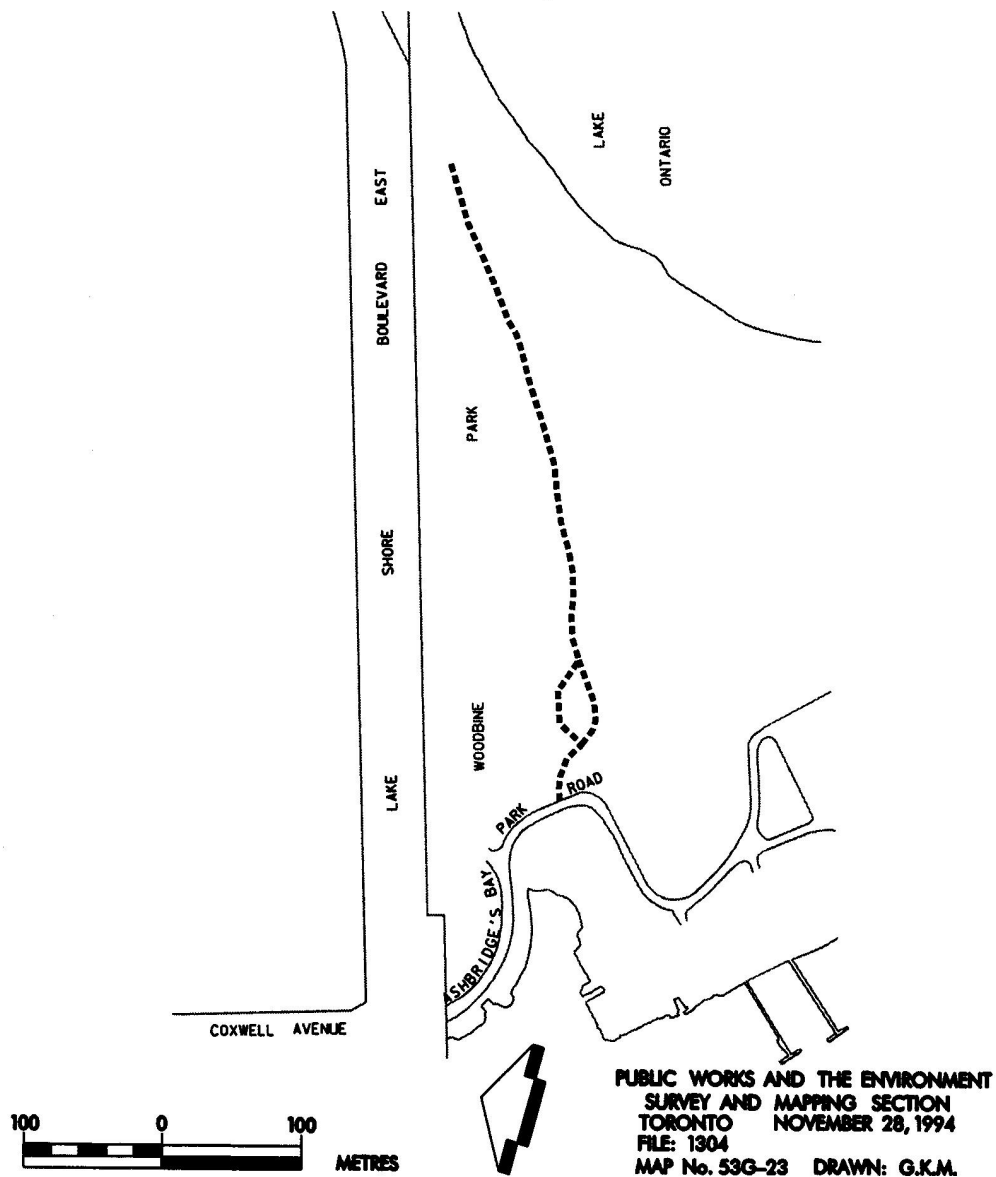 LAKE
ONTARIO
LAKE SHORE BOULEVARD EAST
WOODBINE PARK
ASHBRIDGE'S BAY PARK ROAD
COXWELL AVENUE
100 0 100
METRES
PUBLIC WORKS AND THE ENVIRONMENT
SURVEY AND MAPPING SECTION
TORONTO NOVEMBER 28, 1994
FILE: 1304
MAP No. 53G-23 DRAWN: G.K.M.